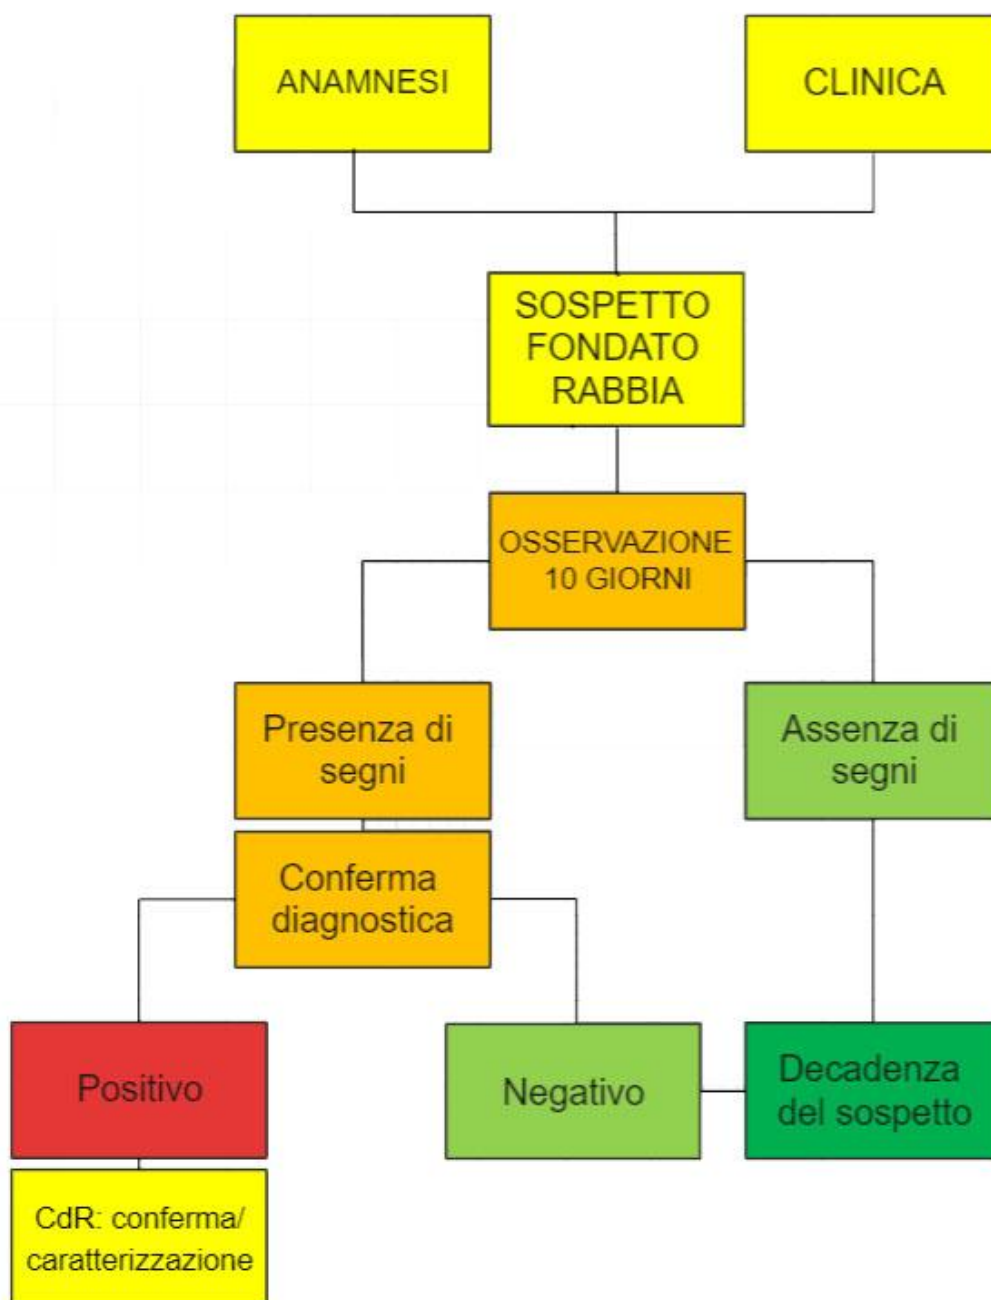 ANAMNESI
CLINICA
SOSPETTO
FONDATO
RABBIA
OSSERVAZIONE
10 GIORNI
Presenza di
segni
Assenza di
segni
Conferma
diagnostica
Positivo
Negativo
Decadenza
del sospetto
CdR: conferma/
caratterizzazione